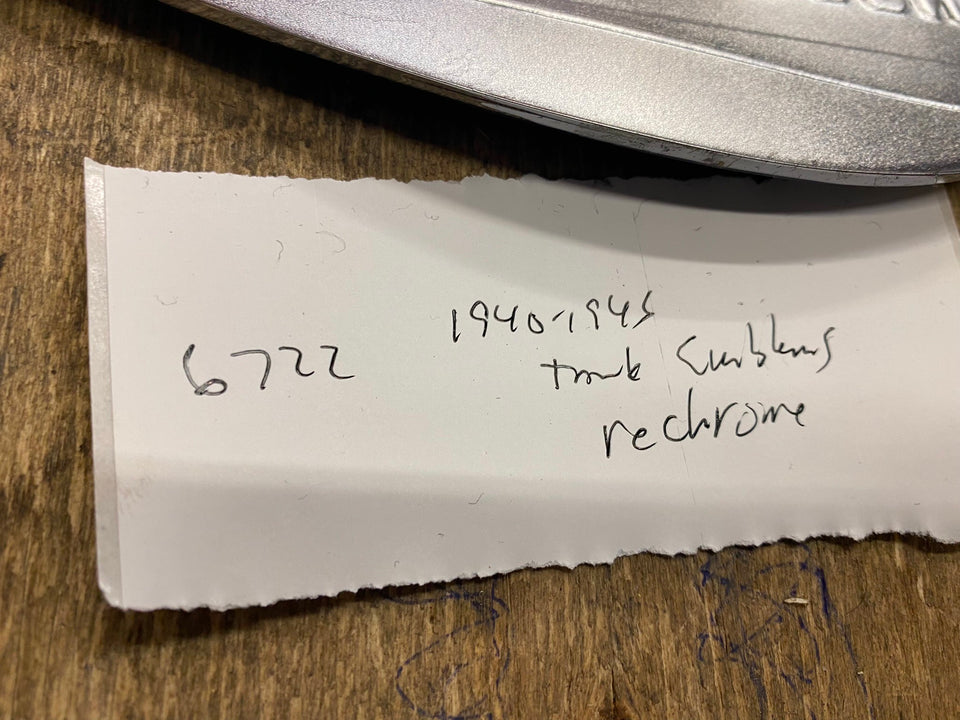 6722
1940-1945
truck Emblems
rechrome